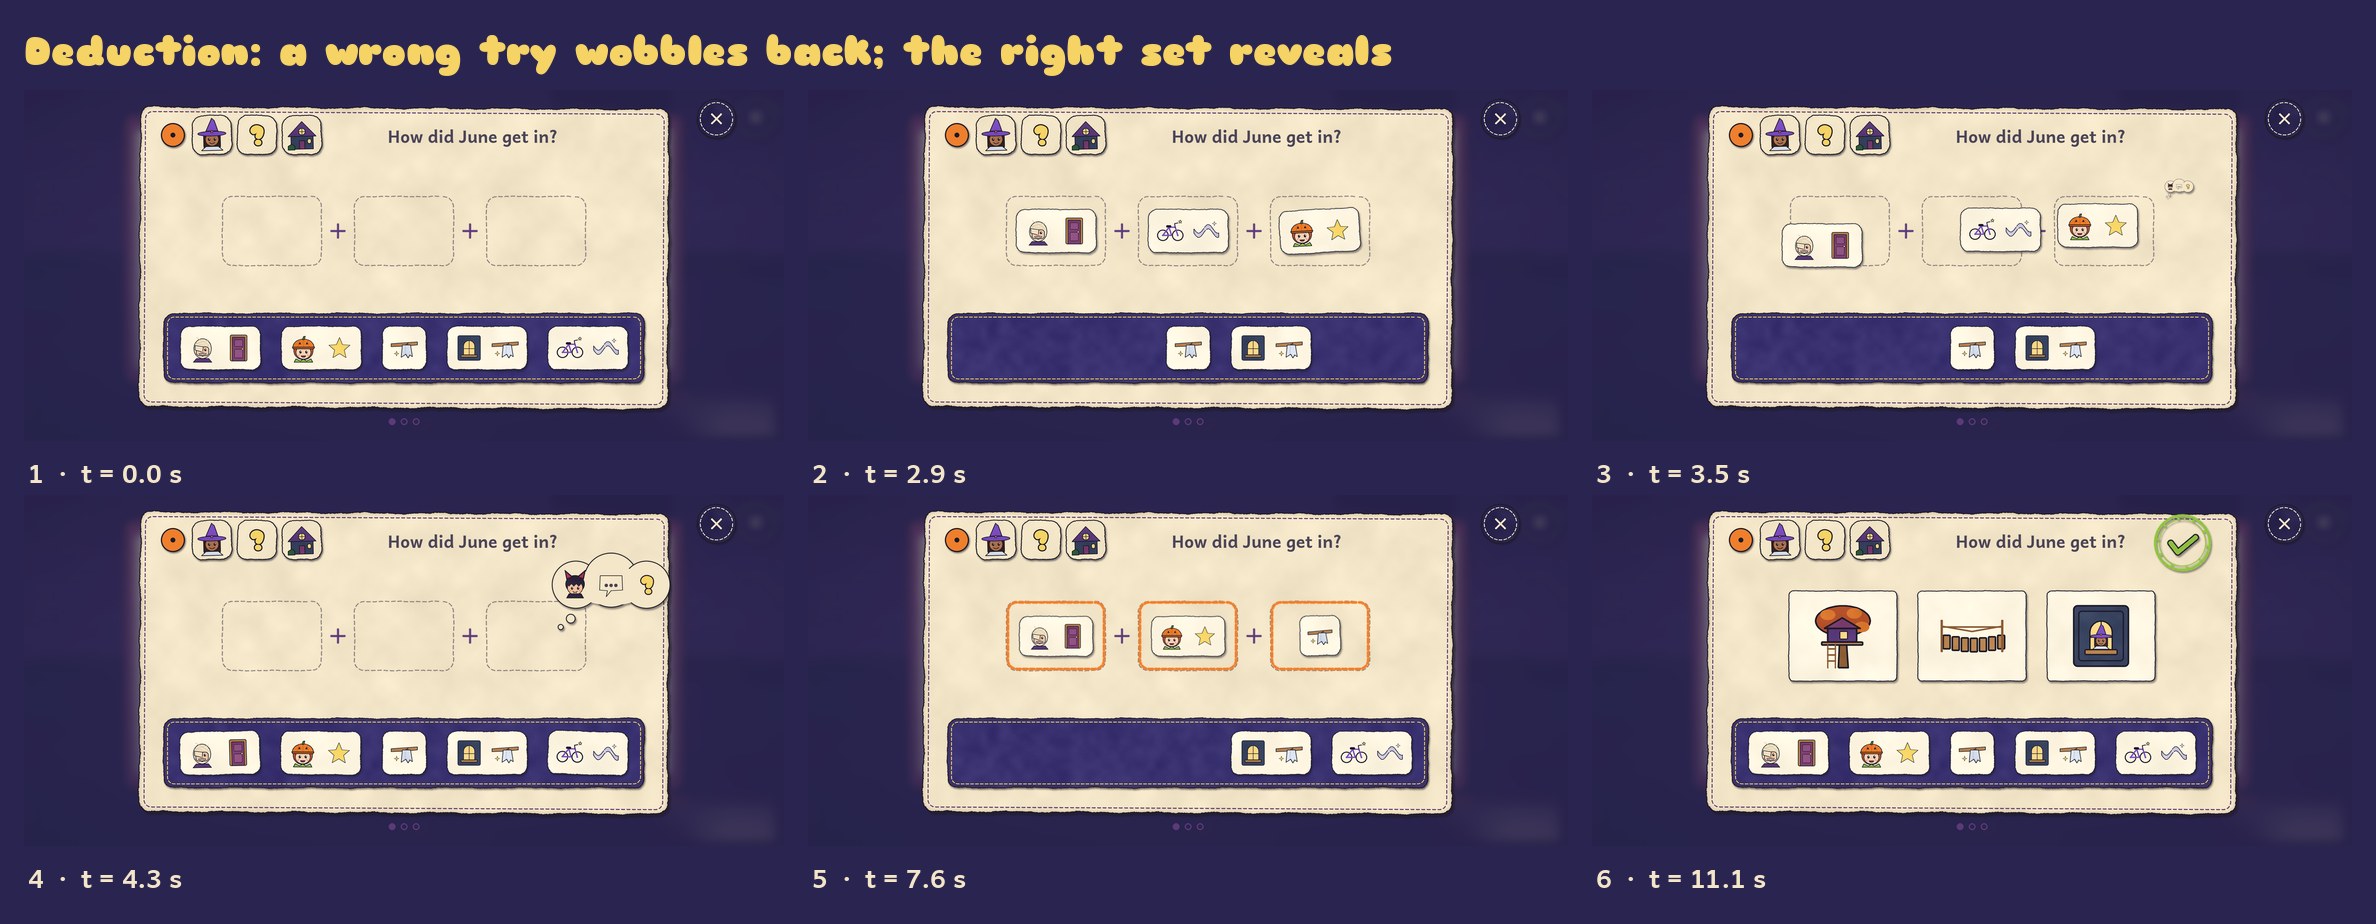 Deduction: a wrong try wobbles back; the right set reveals
How did June get in?
How did June get in?
How did June get in?
1 · t = 0.0 s
2 · t = 2.9 s
3 · t = 3.5 s
How did June get in?
How did June get in?
How did June get in?
4 · t = 4.3 s
5 · t = 7.6 s
6 · t = 11.1 s